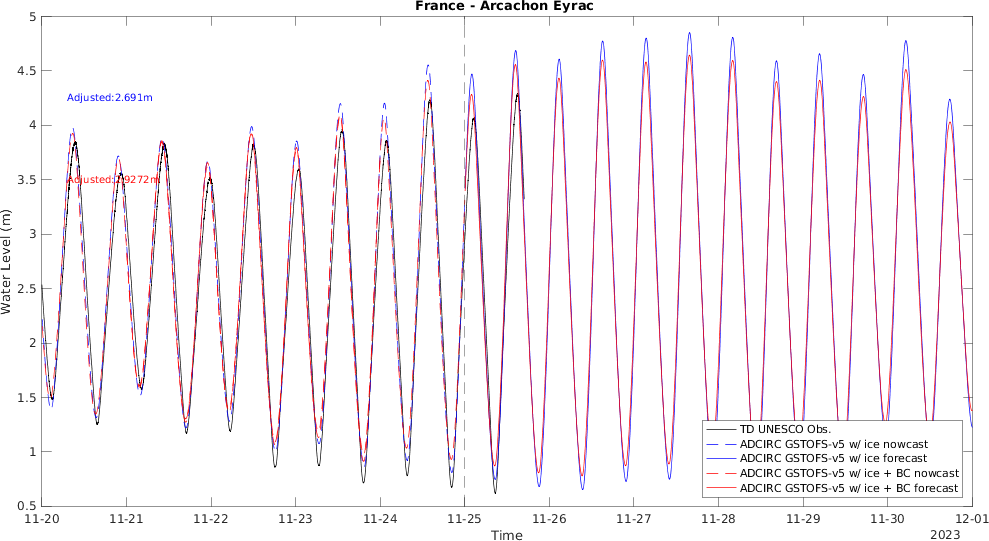 France - Arcachon Eyrac
Water Level (m)
5
4.5
4
3.5
3
2.5
2
1.5
1
0.5
Adjusted:2.691m
TD UNESCO Obs.
ADCIRC GSTOFS-v5 w/ ice nowcast
ADCIRC GSTOFS-v5 w/ ice forecast
ADCIRC GSTOFS-v5 w/ ice + BC nowcast
ADCIRC GSTOFS-v5 w/ ice + BC forecast
11-20 11-21 11-22 11-23 11-24 11-25 11-26 11-27 11-28 11-29 11-30 12-01
Time
2023